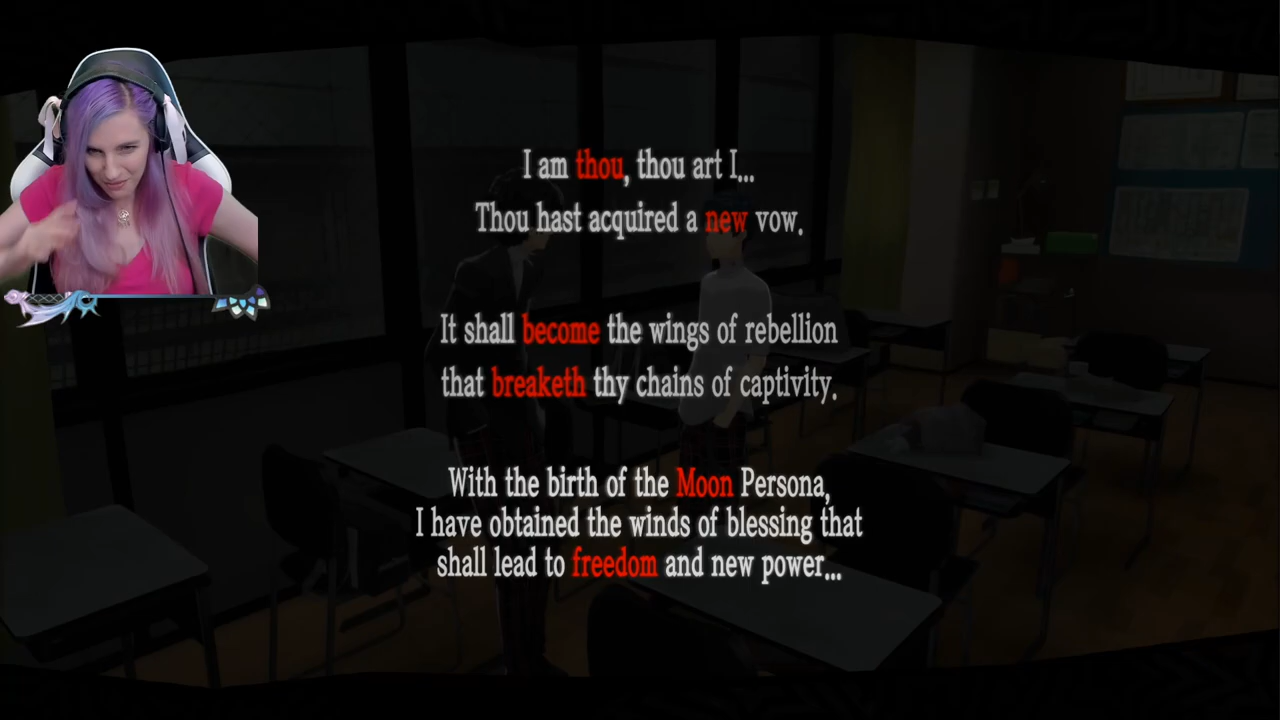 I am thou, thou art I...
Thou hast acquired a new vow.
It shall become the wings of rebellion
that breaketh thy chains of captivity.
With the birth of the Moon Persona,
I have obtained the winds of blessing that
shall lead to freedom and new power...